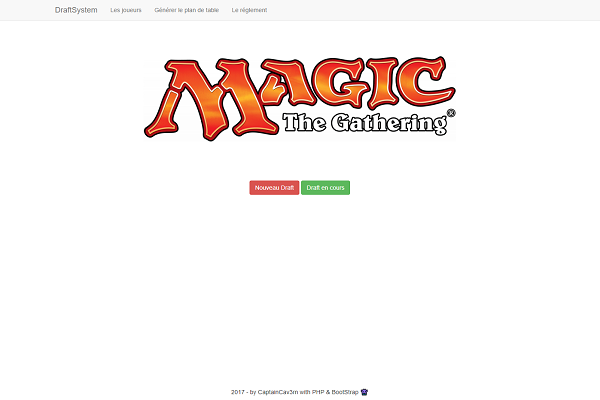 DraftSystem Les joueurs Générer le plan de table Le réglement
MAGIC
The Gathering®
Nouveau Draft Draft en cours
2017 - by CaptainCav3rn with PHP & BootStrap